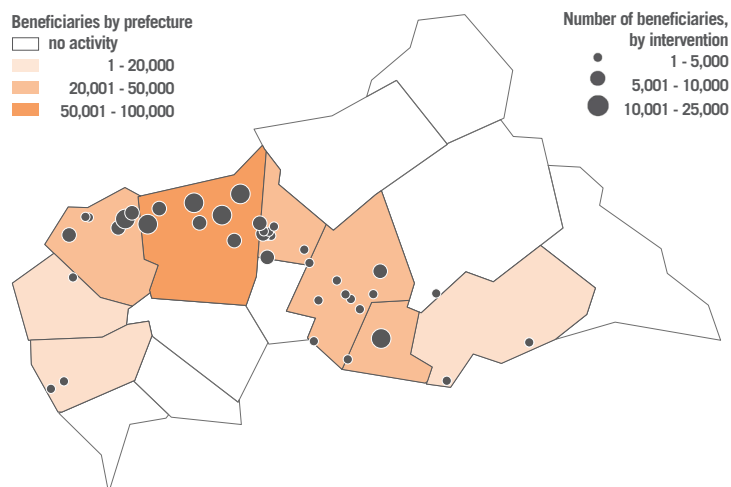 Beneficiaries by prefecture
no activity
1 - 20,000
20,001 - 50,000
50,001 - 100,000
Number of beneficiaries,
by intervention
1 - 5,000
5,001 - 10,000
10,001 - 25,000